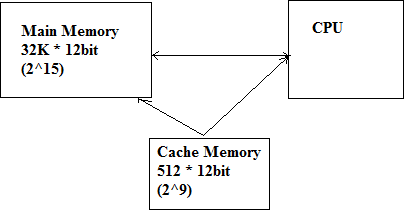 Main Memory
32K * 12bit
(2^15)
CPU
Cache Memory
512 * 12bit
(2^9)